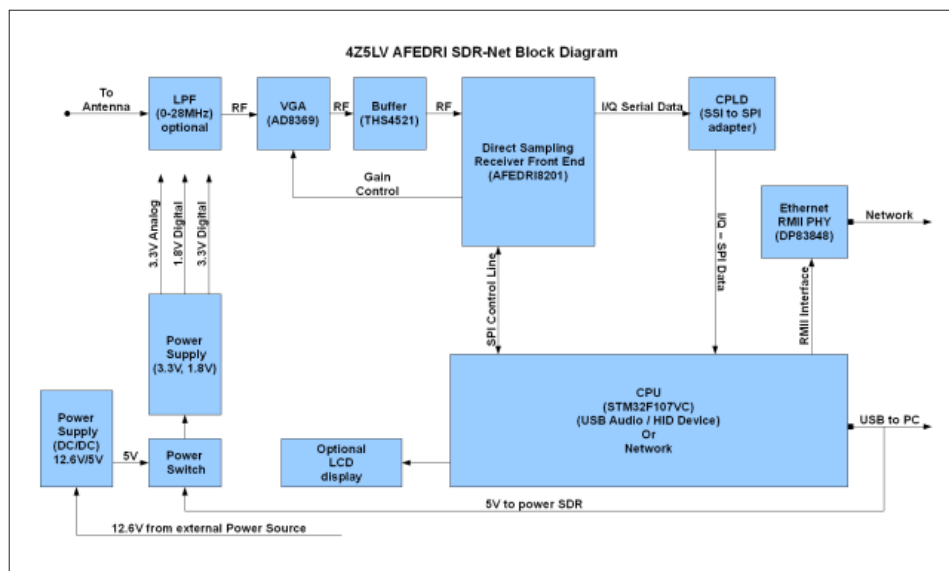 4Z5LV AFEDRI SDR-Net Block Diagram
To
Antenna
LPF
(0-28MHz)
optional
RF
VGA
(AD8369)
RF
Buffer
(THS4521)
RF
Direct Sampling
Receiver Front End
(AFEDRI8201)
I/Q Serial Data
CPLD
(SSI to SPI
adapter)
Gain
Control
3.3V Analog
1.8V Digital
3.3V Digital
SPI Control Line
I/Q – SPI Data
Ethernet
RMII PHY
(DP83848)
Network
RMII Interface
Power
Supply
(3.3V, 1.8V)
Power
Supply
(DC/DC)
12.6V/5V
5V
Power
Switch
Optional
LCD
display
CPU
(STM32F107VC)
(USB Audio / HID Device)
Or
Network
USB to PC
5V to power SDR
12.6V from external Power Source